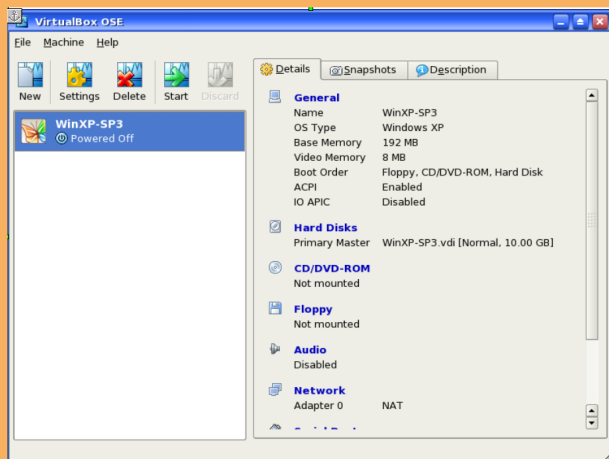 VirtualBox OSE
File Machine Help
New Settings Delete Start Discard
WinXP-SP3
Powered Off
Details Snapshots Description
General
Name WinXP-SP3
OS Type Windows XP
Base Memory 192 MB
Video Memory 8 MB
Boot Order Floppy, CD/DVD-ROM, Hard Disk
ACPI Enabled
IO APIC Disabled
Hard Disks
Primary Master WinXP-SP3.vdi [Normal, 10.00 GB]
CD/DVD-ROM
Not mounted
Floppy
Not mounted
Audio
Disabled
Network
Adapter 0 NAT